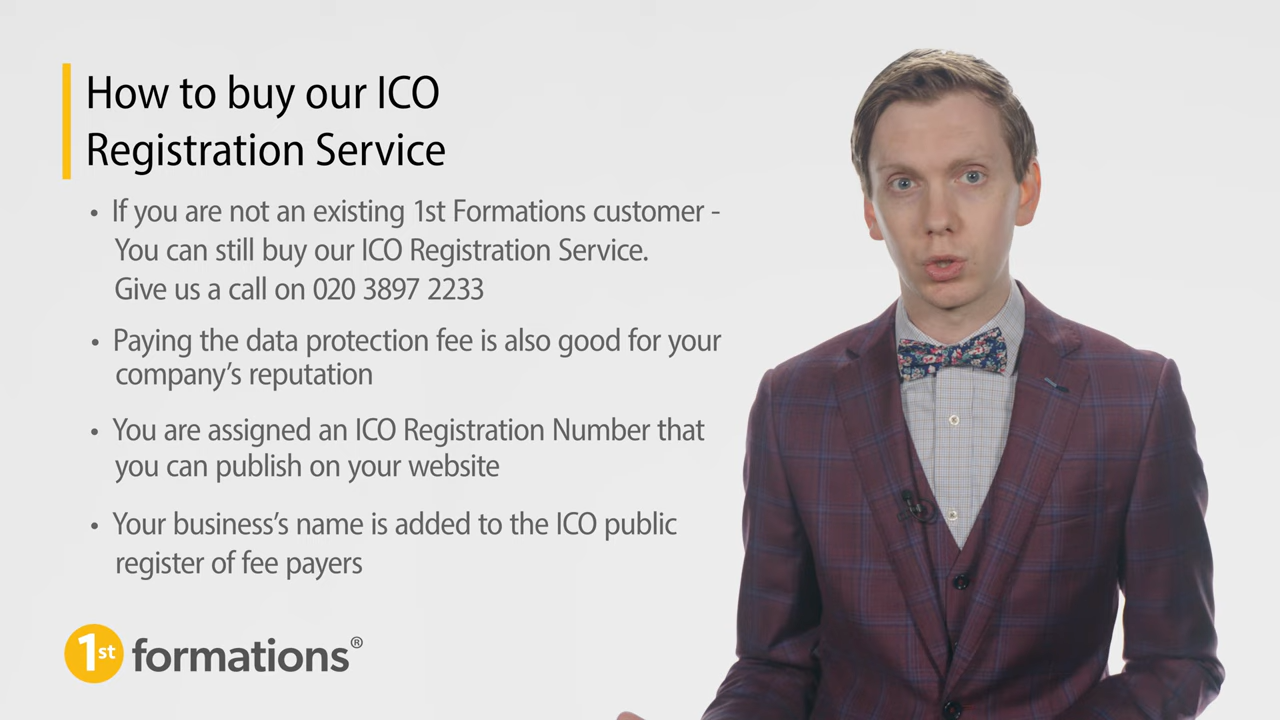 How to buy our ICO
Registration Service
• If you are not an existing 1st Formations customer -
You can still buy our ICO Registration Service.
Give us a call on 020 3897 2233
• Paying the data protection fee is also good for your
company’s reputation
• You are assigned an ICO Registration Number that
you can publish on your website
• Your business’s name is added to the ICO public
register of fee payers
1st formations®